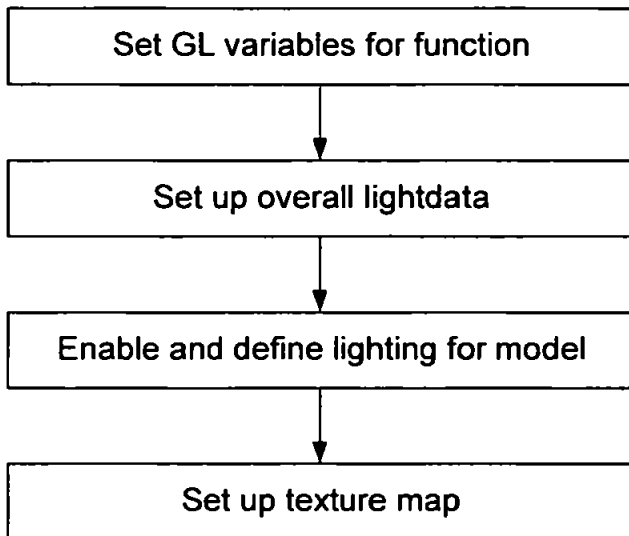 Set GL variables for function
Set up overall lightdata
Enable and define lighting for model
Set up texture map